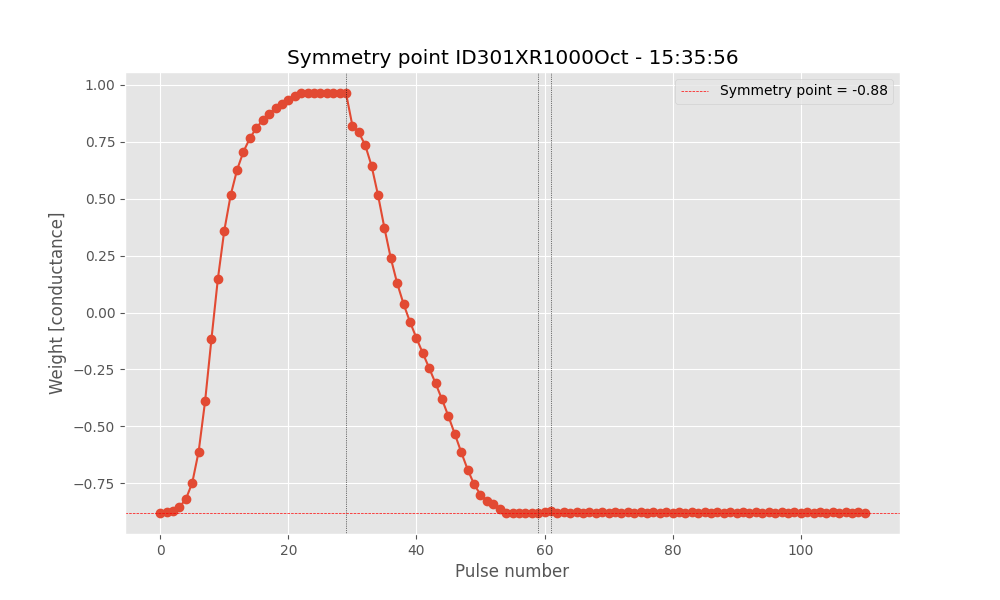 Symmetry point ID301XR1000Oct - 15:35:56
Symmetry point = -0.88
1.00
0.75
0.50
0.25
0.00
−0.25
−0.50
−0.75
Weight [conductance]
0 20 40 60 80 100
Pulse number